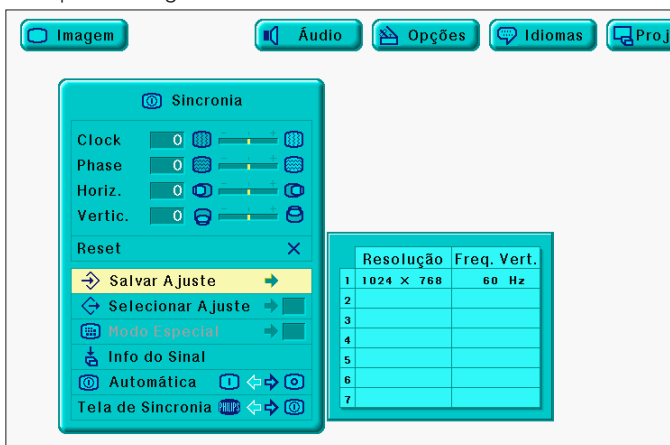 Imagem Áudio Opções Idiomas Proj
Sincronia
Clock 0 - +
Phase 0 - +
Horiz. 0 - +
Vertic. 0 - +
Reset
Salvar Ajuste
Selecionar Ajuste
Modo Especial
Info do Sinal
Automática
Tela de Sincronia PHILIPS
Resolução Freq. Vert.
1 1024 × 768 60 Hz
2
3
4
5
6
7